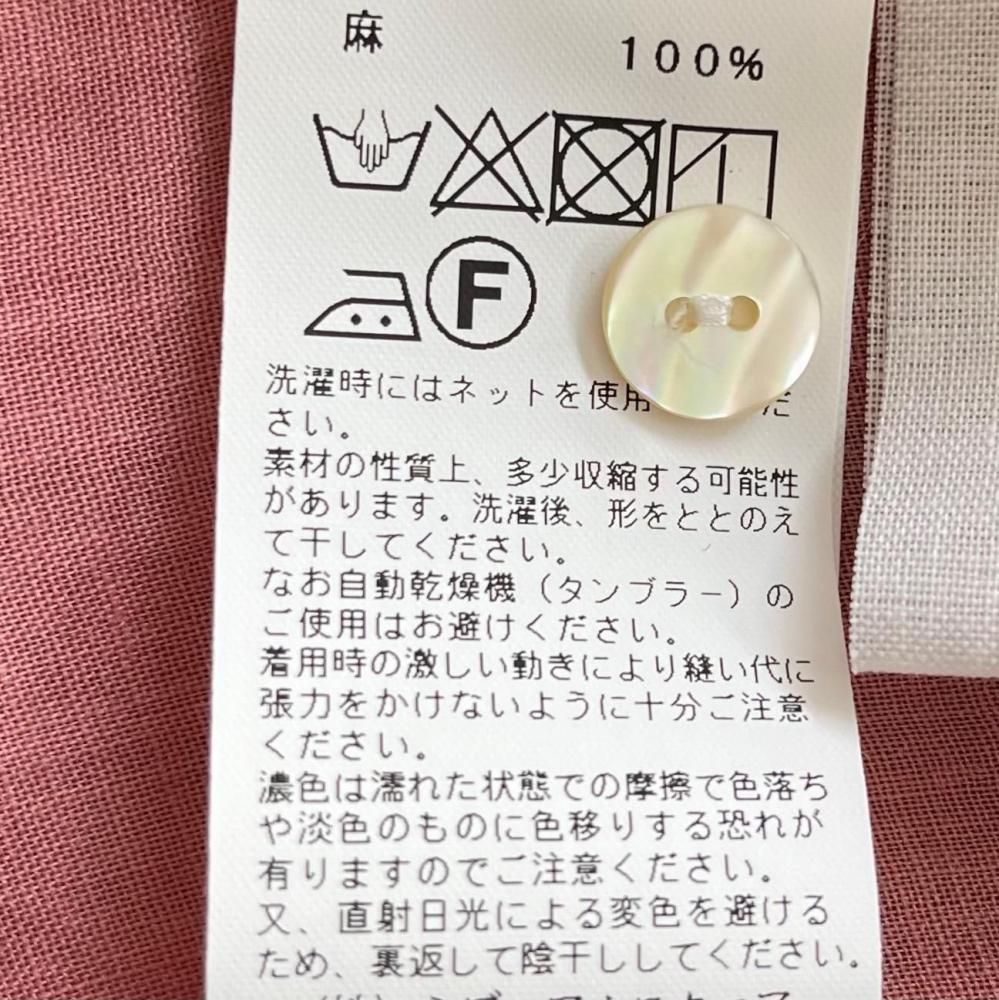 麻
100%
F
洗濯時にはネットを使用
さい。
素材の性質上、多少収縮する可能性
があります。洗濯後、形をととのえ
て干してください。
なお自動乾燥機（タンブラー）の
ご使用はお避けください。
着用時の激しい動きにより縫い代に
張力をかけないように十分ご注意
ください。
濃色は濡れた状態での摩擦で色落ち
や淡色のものに色移りする恐れが
有りますのでご注意ください。
又、直射日光による変色を避ける
ため、裏返して陰干ししてください。